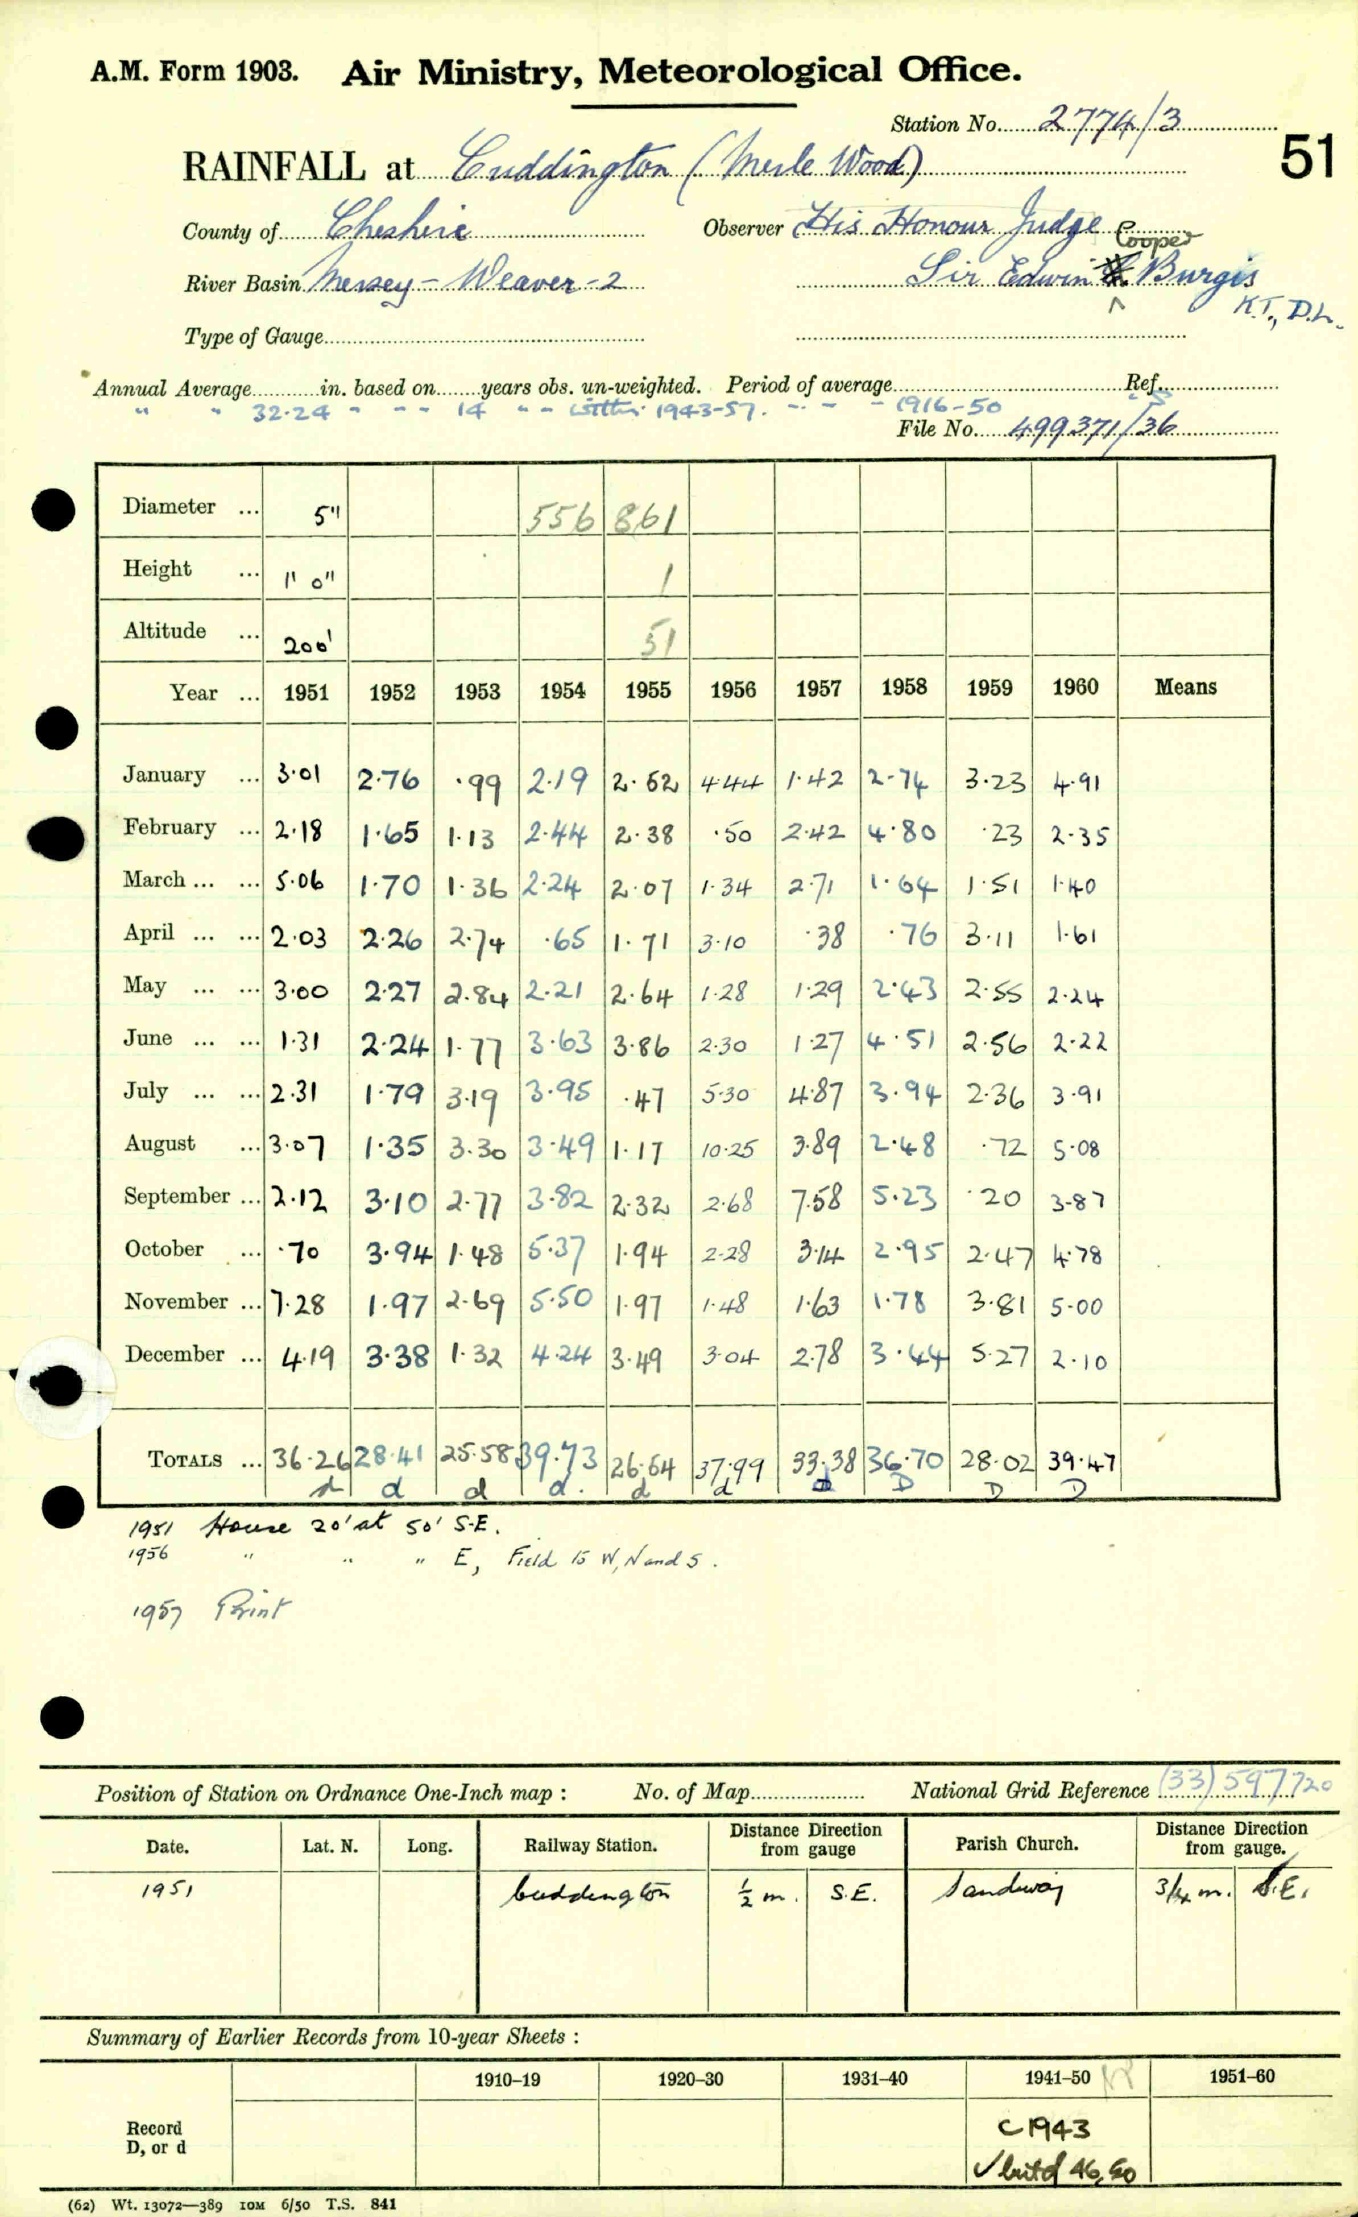 A.M. Form 1903. Air Ministry, Meteorological Office.
Station No. 2774/3
51
RAINFALL at Cuddington (Merle Wood)
County of Cheshire Observer His Honour Judge
Cooper
River Basin Mersey - Weaver - 2 Sir Edwin Burgis
K.T., D.L.
Type of Gauge
Annual Average in. based on years obs. un-weighted. Period of average Ref.
" " 32.24 " - - 14 " - within 1943-57. - - - 1916-50
File No. 499371/36
Diameter ... 5" 556 861
Height ... 1' 0" 1
Altitude ... 200' 51
Year ... 1951 1952 1953 1954 1955 1956 1957 1958 1959 1960 Means
January ... 3.01 2.76 .99 2.19 2.62 4.44 1.42 2.74 3.23 4.91
February ... 2.18 1.65 1.13 2.44 2.38 .50 2.42 4.80 .23 2.35
March ... ... 5.06 1.70 1.36 2.24 2.07 1.34 2.71 1.64 1.51 1.40
April ... ... 2.03 2.26 2.74 .65 1.71 3.10 .38 .76 3.11 1.61
May ... ... 3.00 2.27 2.84 2.21 2.64 1.28 1.29 2.43 2.55 2.24
June ... ... 1.31 2.24 1.77 3.63 3.86 2.30 1.27 4.51 2.56 2.22
July ... ... 2.31 1.79 3.19 3.95 .47 5.30 4.87 3.94 2.36 3.91
August ... 3.07 1.35 3.30 3.49 1.17 10.25 3.89 2.48 .72 5.08
September ... 2.12 3.10 2.77 3.82 2.32 2.68 7.58 5.23 .20 3.87
October ... .70 3.94 1.48 5.37 1.94 2.28 3.14 2.95 2.47 4.78
November ... 7.28 1.97 2.69 5.50 1.97 1.48 1.63 1.78 3.81 5.00
December ... 4.19 3.38 1.32 4.24 3.49 3.04 2.78 3.44 5.27 2.10
TOTALS ... 36.26 28.41 25.58 39.73 26.64 37.99 33.38 36.70 28.02 39.47
d d d d. d d D D D
1951 House 20' at 50' S.E.
1956 " " " E, Field 15 W, N and S.
1957 Print
Position of Station on Ordnance One-Inch map : No. of Map National Grid Reference (33) 597720
Date. Lat. N. Long. Railway Station. Distance Direction from gauge Parish Church. Distance Direction from gauge.
1951 Cuddington ½ m. S.E. Sandiway 3/4 m. S.E.
Summary of Earlier Records from 10-year Sheets :
1910–19 1920–30 1931–40 1941–50 1951–60
Record C 1943
D, or d √ but d 46, 50
(62) Wt. 13072—389 10M 6/50 T.S. 841